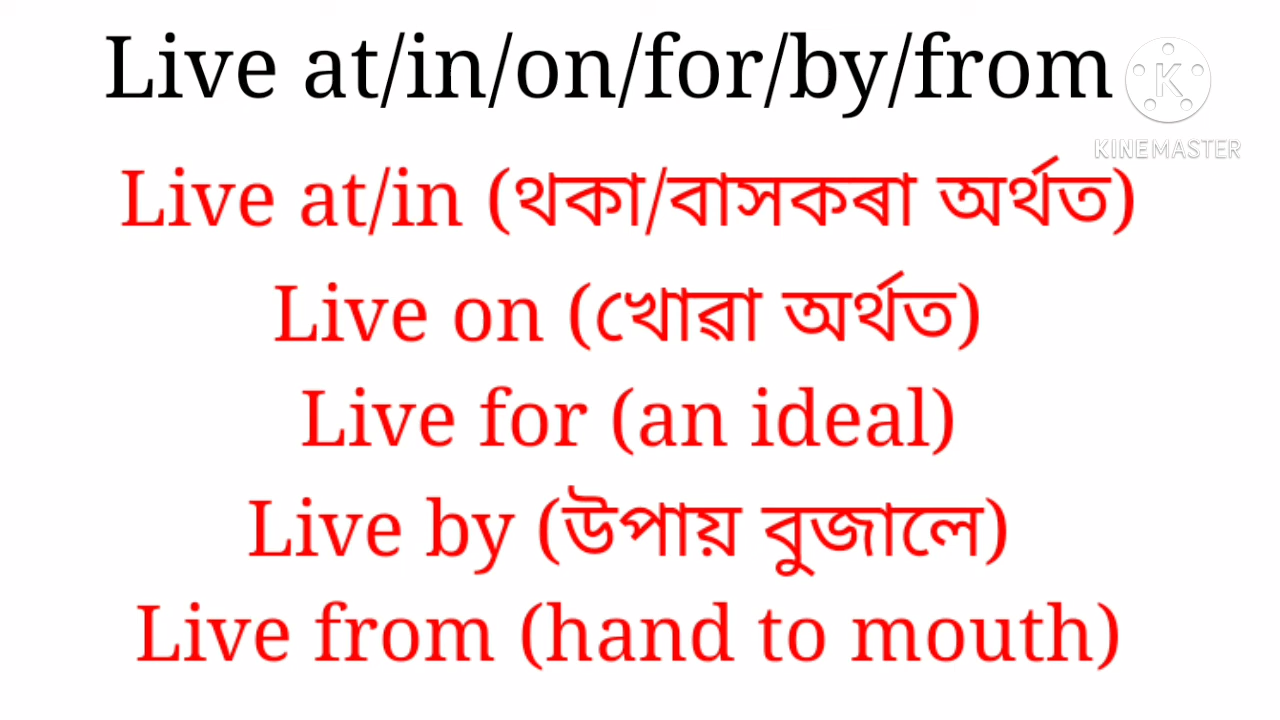 Live at/in/on/for/by/from
KINEMASTER
Live at/in (থকা/বাসকৰা অৰ্থত)
Live on (খোৱা অৰ্থত)
Live for (an ideal)
Live by (উপায় বুজালে)
Live from (hand to mouth)